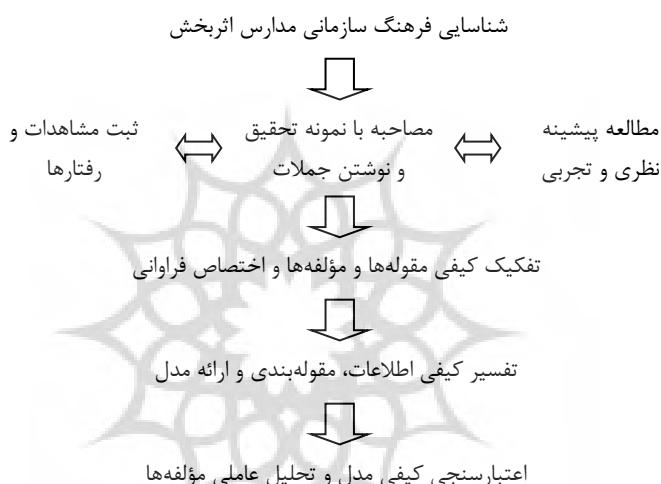 شناسایی فرهنگ سازمانی مدارس اثربخش
مطالعه پیشینه
نظری و تجربی
مصاحبه با نمونه تحقیق
و نوشتن جملات
ثبت مشاهدات و
رفتارها
تفکیک کیفی مقوله‌ها و مؤلفه‌ها و اختصاص فراوانی
تفسیر کیفی اطلاعات، مقوله‌بندی و ارائه مدل
اعتبارسنجی کیفی مدل و تحلیل عاملی مؤلفه‌ها